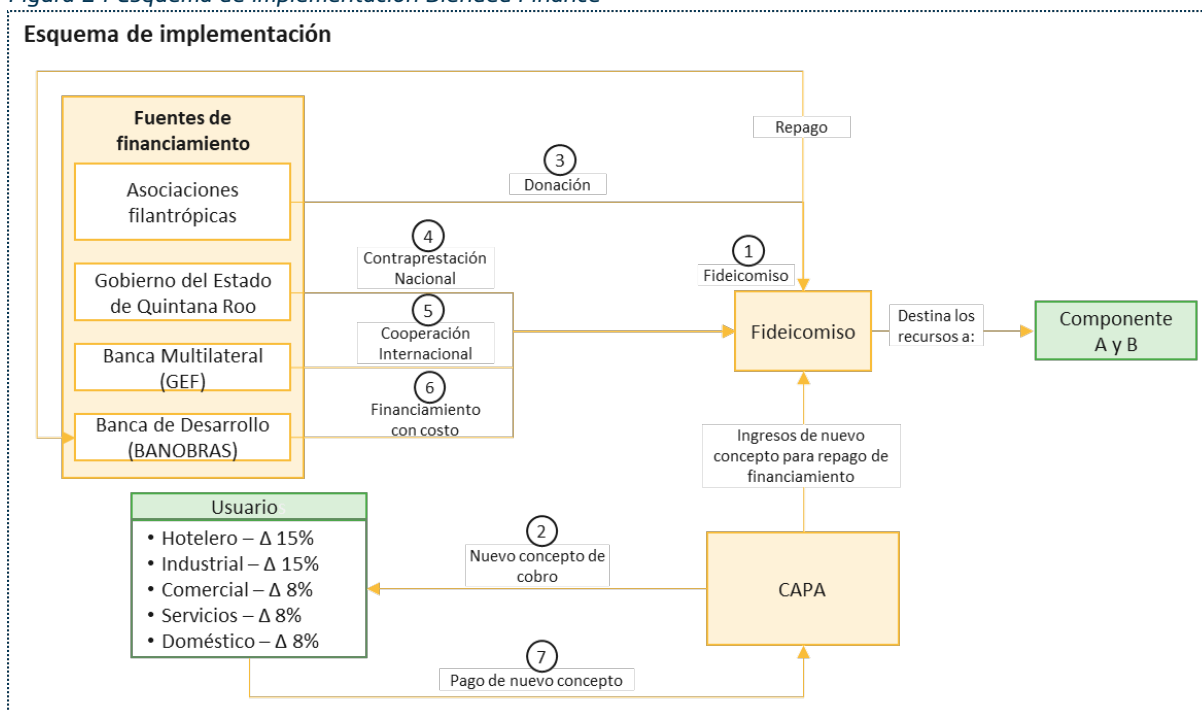 Esquema de implementación
Fuentes de
financiamiento
Asociaciones
filantrópicas
Gobierno del Estado
de Quintana Roo
Banca Multilateral
(GEF)
Banca de Desarrollo
(BANOBRAS)
Repago
3
Donación
4
Contraprestación
Nacional
5
Cooperación
Internacional
6
Financiamiento
con costo
1
Fideicomiso
Fideicomiso
Destina los
recursos a:
Componente
A y B
Ingresos de nuevo
concepto para repago de
financiamiento
Usuario
• Hotelero – Δ 15%
• Industrial – Δ 15%
• Comercial – Δ 8%
• Servicios – Δ 8%
• Doméstico – Δ 8%
2
Nuevo concepto de
cobro
CAPA
7
Pago de nuevo concepto